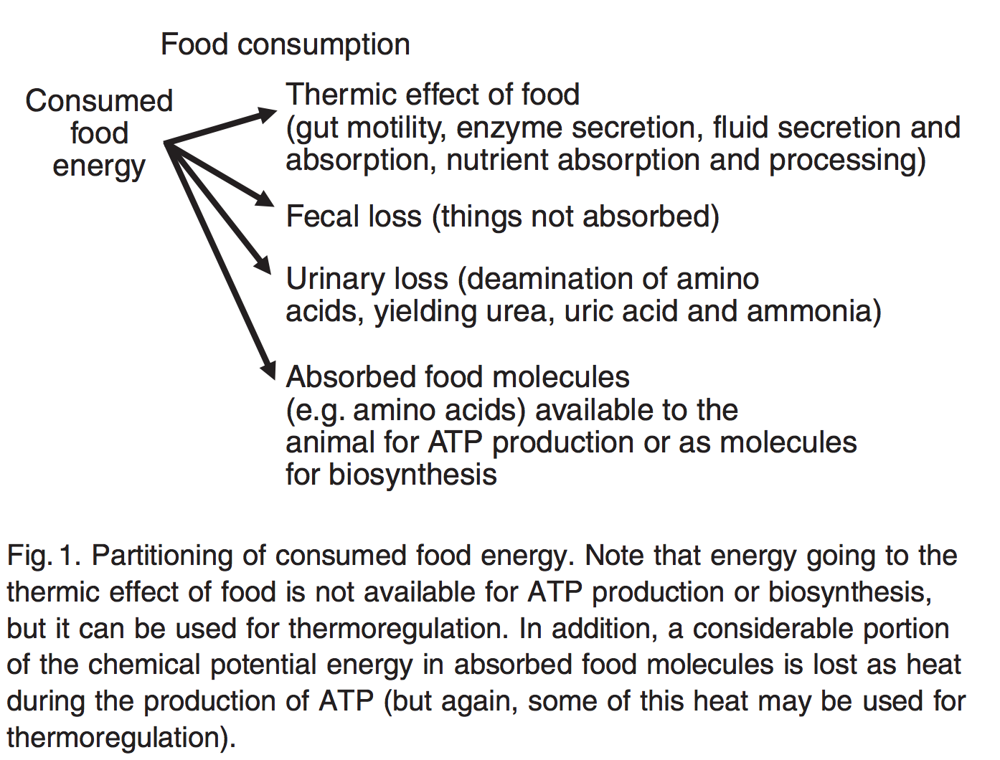 Food consumption
Consumed
food
energy
Thermic effect of food
(gut motility, enzyme secretion, fluid secretion and
absorption, nutrient absorption and processing)
Fecal loss (things not absorbed)
Urinary loss (deamination of amino
acids, yielding urea, uric acid and ammonia)
Absorbed food molecules
(e.g. amino acids) available to the
animal for ATP production or as molecules
for biosynthesis
Fig. 1. Partitioning of consumed food energy. Note that energy going to the
thermic effect of food is not available for ATP production or biosynthesis,
but it can be used for thermoregulation. In addition, a considerable portion
of the chemical potential energy in absorbed food molecules is lost as heat
during the production of ATP (but again, some of this heat may be used for
thermoregulation).